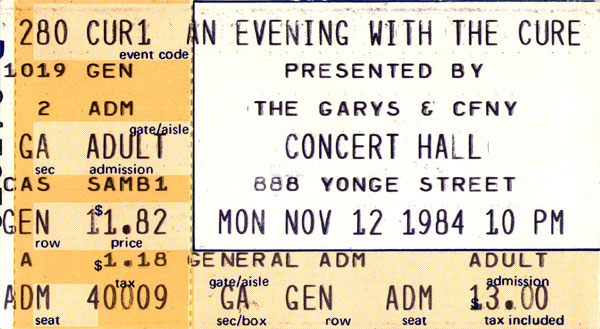 280 CUR1 AN EVENING WITH THE CURE
event code
1019 GEN PRESENTED BY
2 ADM THE GARYS & CFNY
gate/aisle
GA ADULT CONCERT HALL
sec admission
CAS SAMB1 888 YONGE STREET
GEN $11.82 MON NOV 12 1984 10 PM
row price
A $1.18 GENERAL ADM ADULT
tax gate/aisle admission
ADM 40009 GA GEN ADM $13.00
seat sec/box row seat tax included